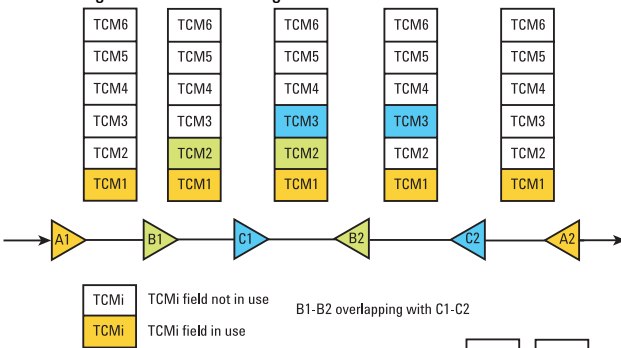 TCM6 TCM6 TCM6 TCM6 TCM6
TCM5 TCM5 TCM5 TCM5 TCM5
TCM4 TCM4 TCM4 TCM4 TCM4
TCM3 TCM3 TCM3 TCM3 TCM3
TCM2 TCM2 TCM2 TCM2 TCM2
TCM1 TCM1 TCM1 TCM1 TCM1
A1 B1 C1 B2 C2 A2
TCMi TCMi field not in use
B1-B2 overlapping with C1-C2
TCMi TCMi field in use